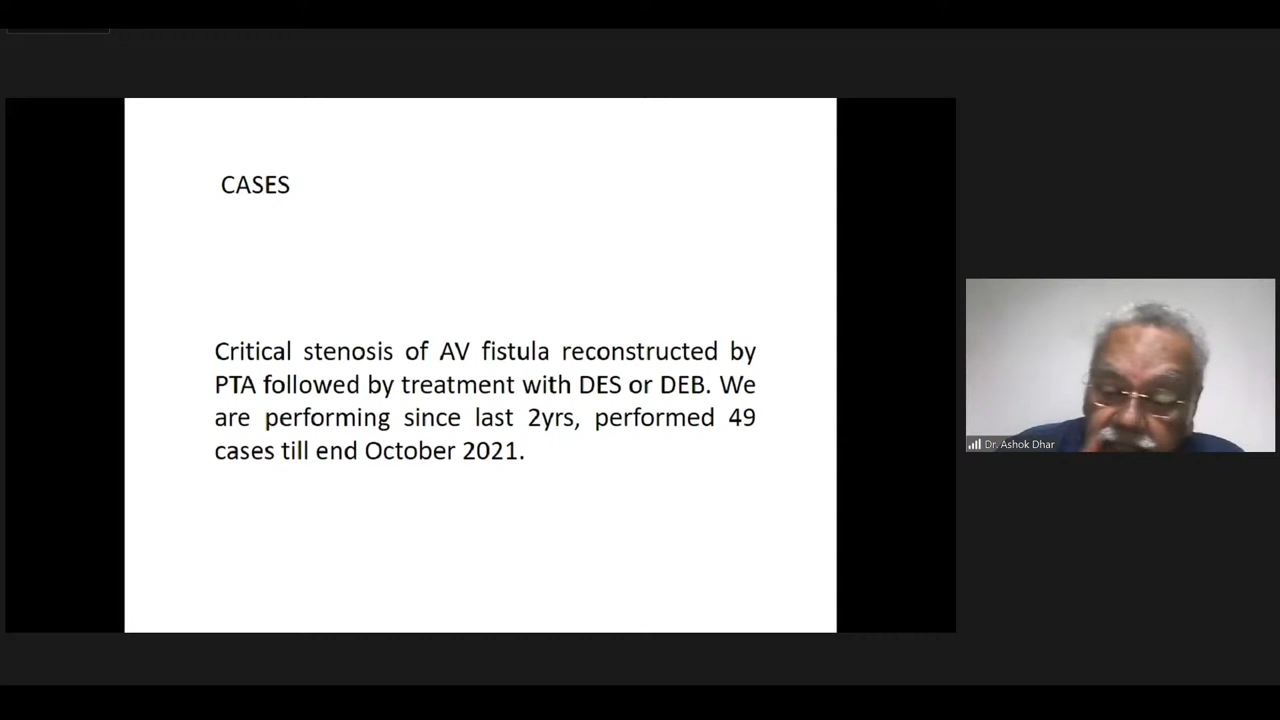 CASES
Critical stenosis of AV fistula reconstructed by
PTA followed by treatment with DES or DEB. We
are performing since last 2yrs, performed 49
cases till end October 2021.
Dr. Ashok Dhar